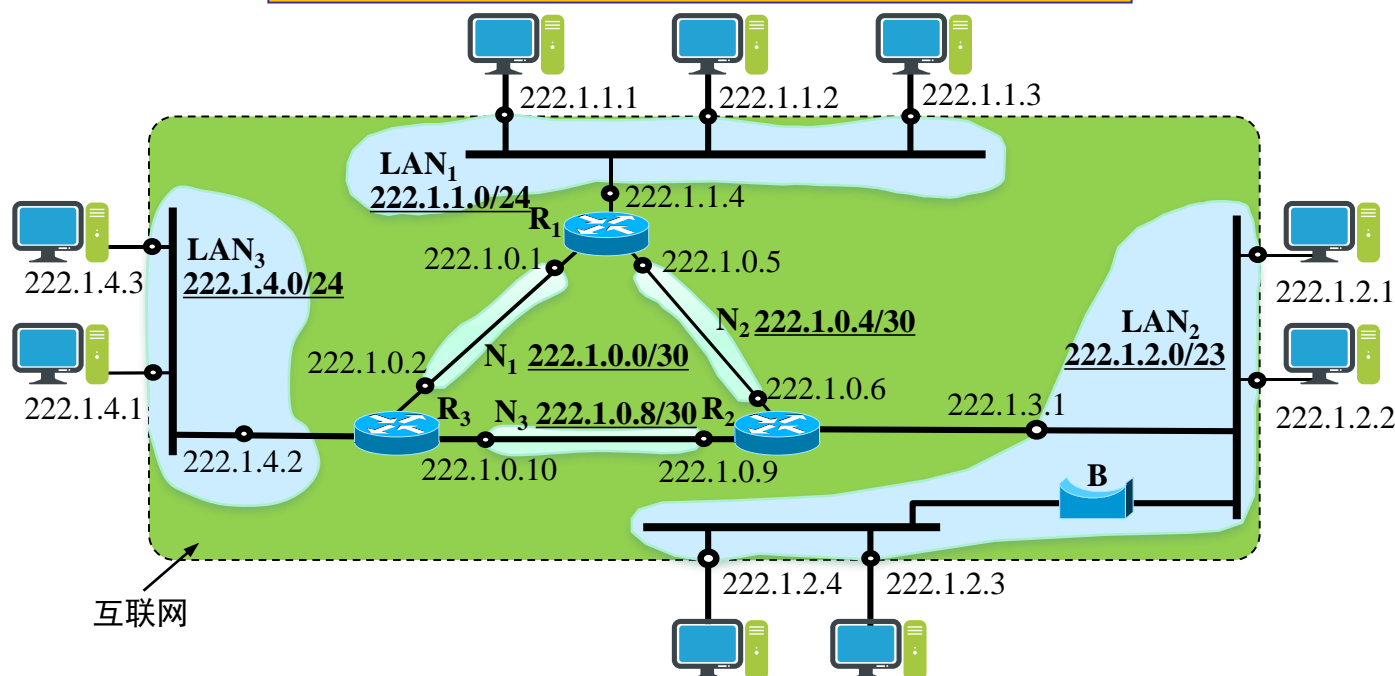 222.1.1.1
222.1.1.2
222.1.1.3
LAN₁
222.1.1.0/24
222.1.1.4
R₁
222.1.0.1
222.1.0.5
LAN₃
222.1.4.0/24
222.1.4.3
222.1.4.1
222.1.4.2
N₂ 222.1.0.4/30
N₁ 222.1.0.0/30
222.1.0.2
222.1.0.6
R₃
N₃ 222.1.0.8/30
R₂
222.1.0.10
222.1.0.9
222.1.3.1
LAN₂
222.1.2.0/23
222.1.2.1
222.1.2.2
B
222.1.2.4
222.1.2.3
互联网